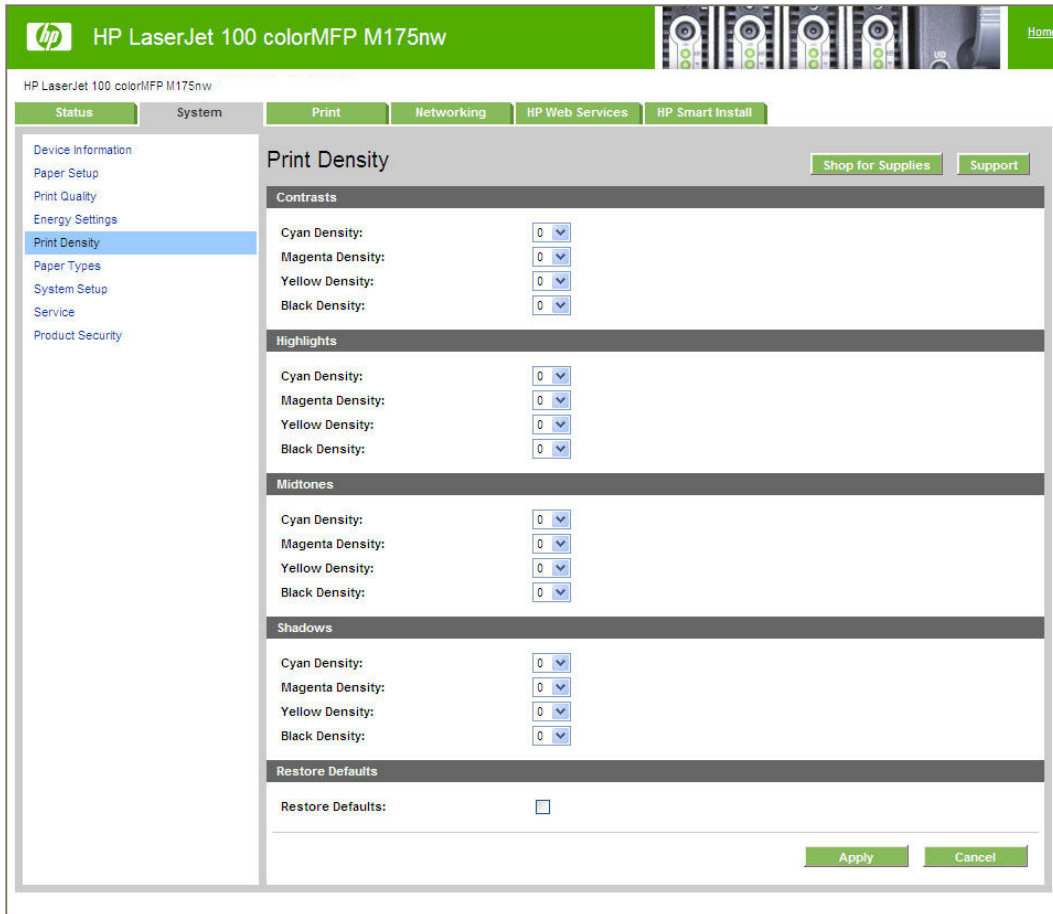 hp HP LaserJet 100 colorMFP M175nw
Home
UID
HP LaserJet 100 colorMFP M175nw
Status System Print Networking HP Web Services HP Smart Install
Device Information
Paper Setup
Print Quality
Energy Settings
Print Density
Paper Types
System Setup
Service
Product Security
Print Density
Shop for Supplies Support
Contrasts
Cyan Density: 0
Magenta Density: 0
Yellow Density: 0
Black Density: 0
Highlights
Cyan Density: 0
Magenta Density: 0
Yellow Density: 0
Black Density: 0
Midtones
Cyan Density: 0
Magenta Density: 0
Yellow Density: 0
Black Density: 0
Shadows
Cyan Density: 0
Magenta Density: 0
Yellow Density: 0
Black Density: 0
Restore Defaults
Restore Defaults:
Apply Cancel